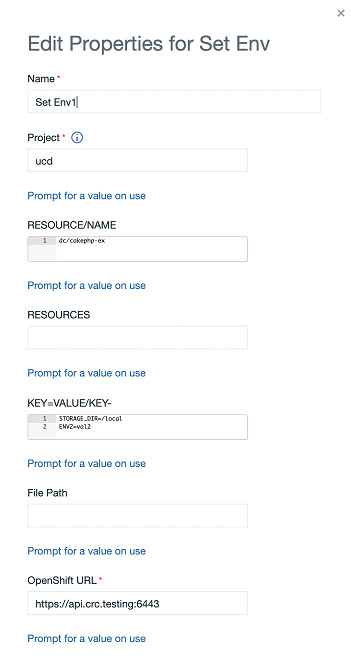 ×
Edit Properties for Set Env
Name *
Set Env1
Project * i
ucd
Prompt for a value on use
RESOURCE/NAME
1 dc/cakephp-ex
Prompt for a value on use
RESOURCES
Prompt for a value on use
KEY=VALUE/KEY-
1 STORAGE_DIR=/local
2 ENV2=val2
Prompt for a value on use
File Path
Prompt for a value on use
OpenShift URL *
https://api.crc.testing:6443
Prompt for a value on use